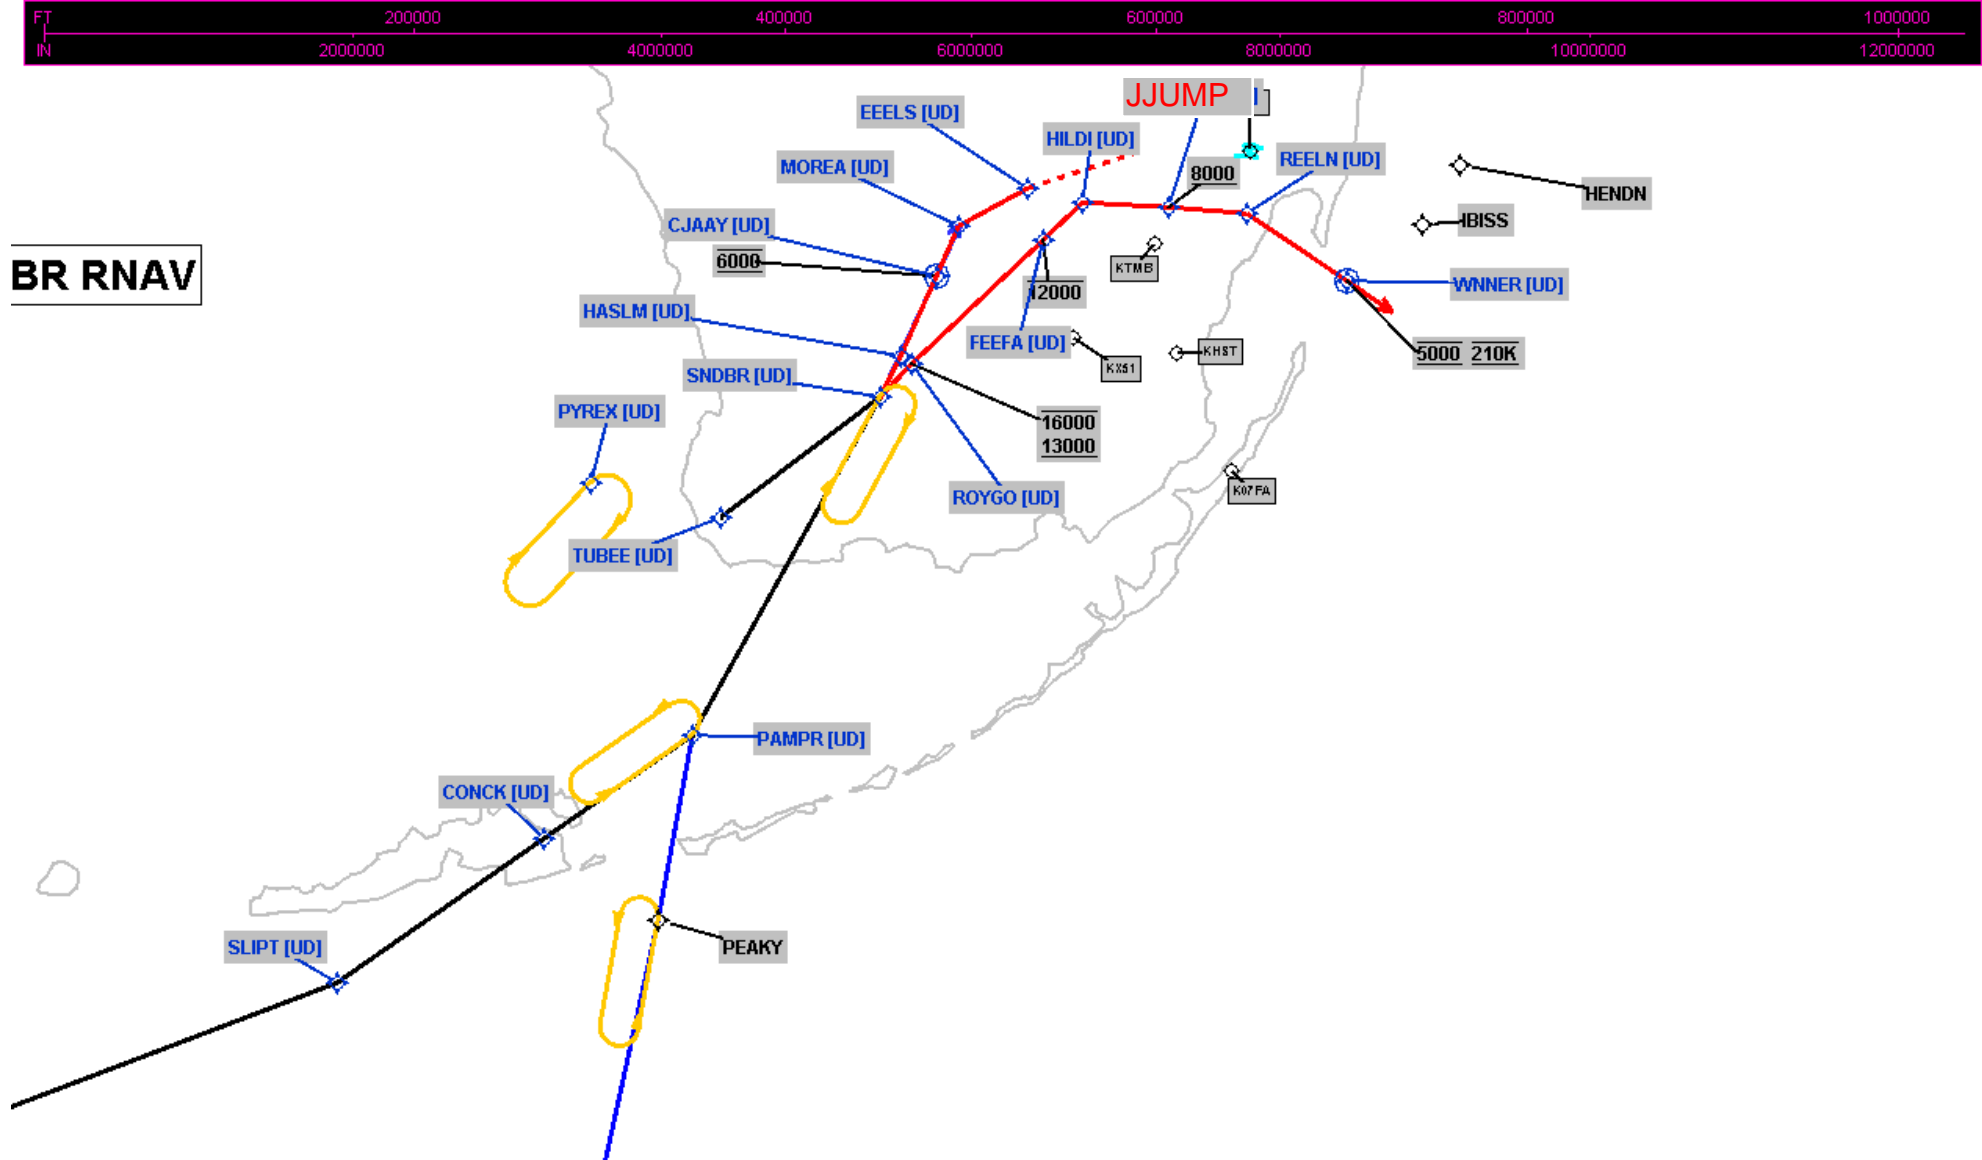 FT 200000 400000 600000 800000 1000000
IN 2000000 4000000 6000000 8000000 10000000 12000000
JJUMP
EEELS [UD]
HILDI [UD]
MOREA [UD]
REELN [UD]
8000
HENDN
CJAAY [UD]
IBISS
6000
KTMB
BR RNAV
12000
WNNER [UD]
HASLM [UD]
FEEFA [UD]
KX51
KHST
5000 210K
SNDBR [UD]
PYREX [UD]
16000
13000
ROYGO [UD]
K07FA
TUBEE [UD]
PAMPR [UD]
CONCK [UD]
SLIPT [UD]
PEAKY